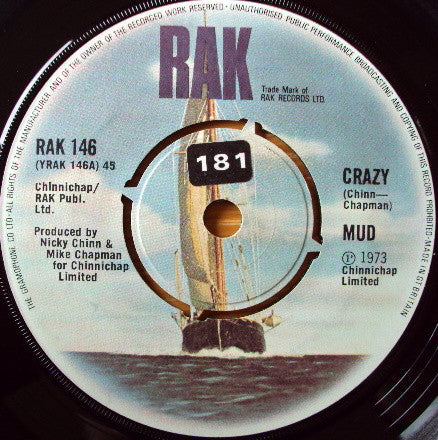 THE GRAMOPHONE CO LTD-ALL RIGHTS OF THE MANUFACTURER AND OF THE OWNER OF THE RECORDED WORK RESERVED - UNAUTHORISED PUBLIC PERFORMANCE BROADCASTING AND COPYING OF THIS RECORD PROHIBITED-MADE IN GT BRITAIN
RAK
Trade Mark of
RAK RECORDS LTD.
RAK 146
(YRAK 146A) 45
Chinnichap/
RAK Publ.
Ltd.
Produced by
Nicky Chinn &
Mike Chapman
for Chinnichap
Limited
181
CRAZY
(Chinn—
Chapman)
MUD
Ⓟ 1973
Chinnichap
Limited